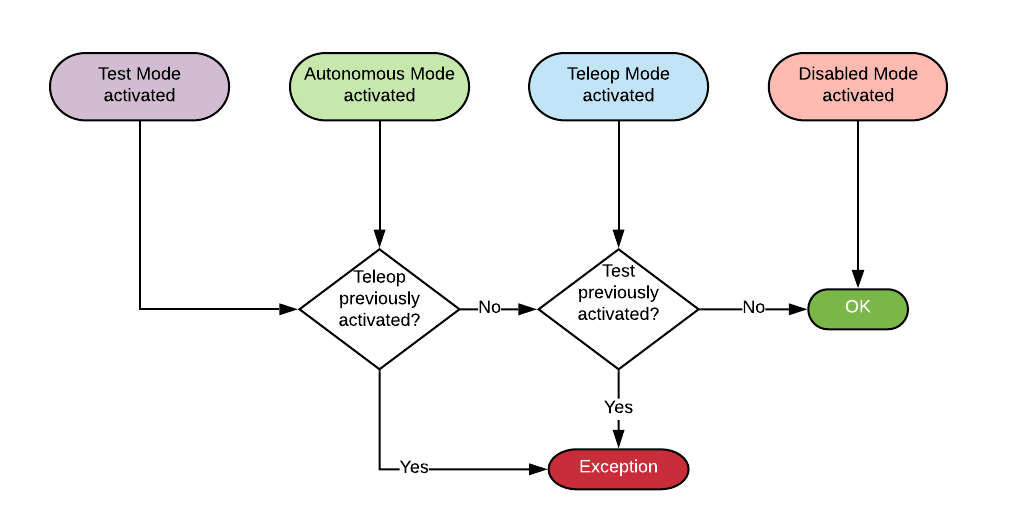 Test Mode
activated
Autonomous Mode
activated
Teleop Mode
activated
Disabled Mode
activated
Teleop
previously
activated?
No
Test
previously
activated?
No
OK
Yes
Yes
Exception